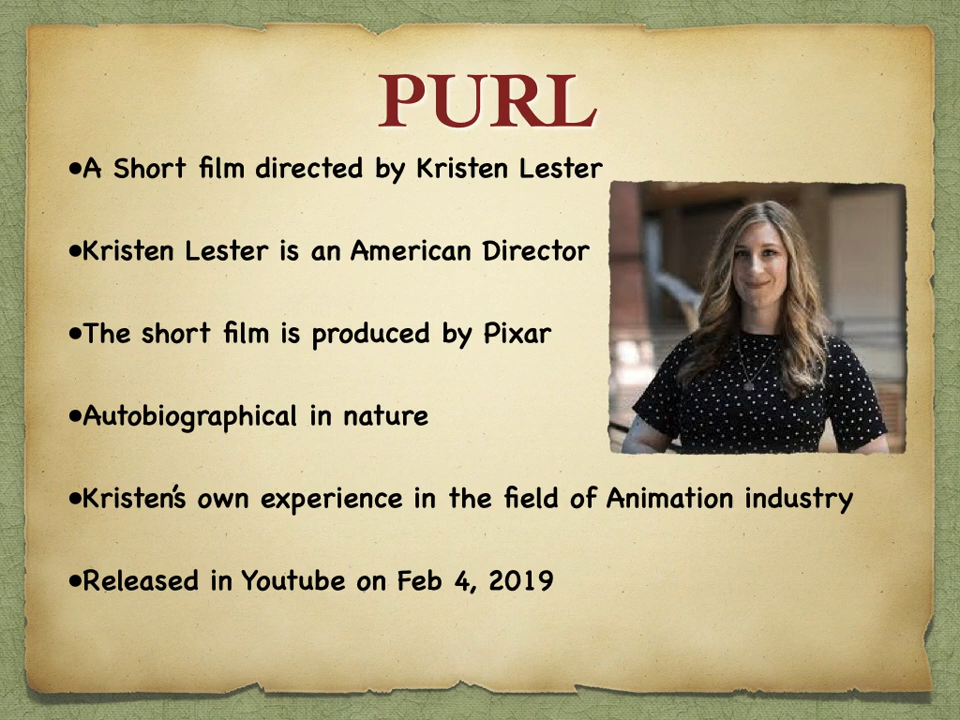 PURL
•A Short film directed by Kristen Lester
•Kristen Lester is an American Director
•The short film is produced by Pixar
•Autobiographical in nature
•Kristen's own experience in the field of Animation industry
•Released in Youtube on Feb 4, 2019